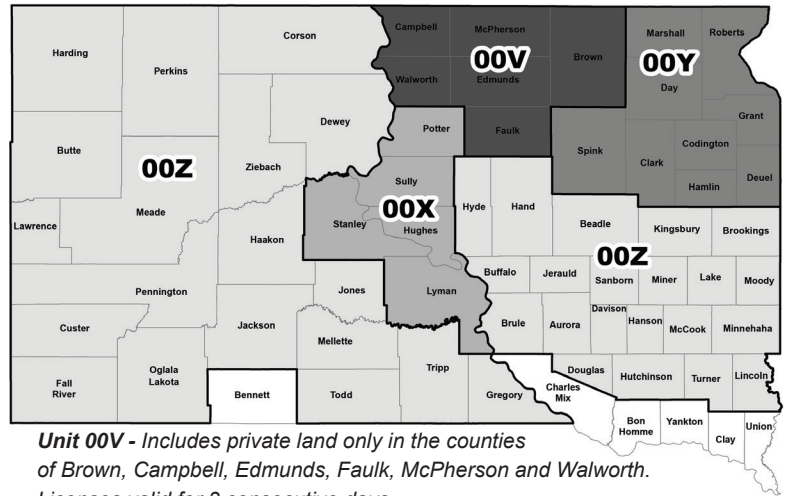 Harding
Perkins
Corson
Campbell
McPherson
Brown
Marshall
Roberts
00V
00Y
Walworth
Edmunds
Day
Dewey
Potter
Faulk
Spink
Grant
Butte
Ziebach
Clark
Codington
00Z
Sully
Hamlin
Deuel
Meade
Stanley
00X
Hughes
Hyde
Hand
Lawrence
Haakon
Beadle
Kingsbury
Brookings
00Z
Pennington
Jones
Lyman
Buffalo
Jerauld
Sanborn
Miner
Lake
Moody
Custer
Jackson
Mellette
Brule
Aurora
Davison
Hanson
McCook
Minnehaha
Fall
River
Oglala
Lakota
Bennett
Todd
Tripp
Gregory
Charles
Mix
Douglas
Hutchinson
Turner
Lincoln
Bon
Homme
Yankton
Clay
Union
Unit 00V - Includes private land only in the counties
of Brown, Campbell, Edmunds, Faulk, McPherson and Walworth.